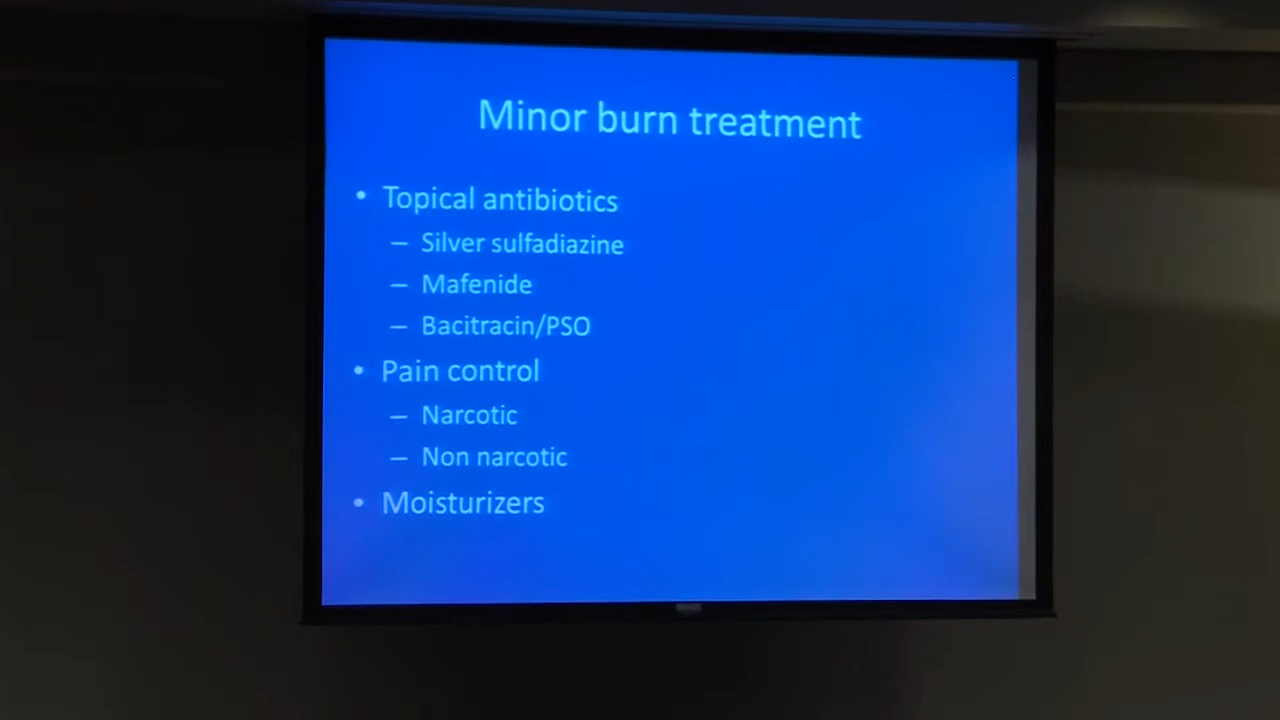 Minor burn treatment
• Topical antibiotics
– Silver sulfadiazine
– Mafenide
– Bacitracin/PSO
• Pain control
– Narcotic
– Non narcotic
• Moisturizers